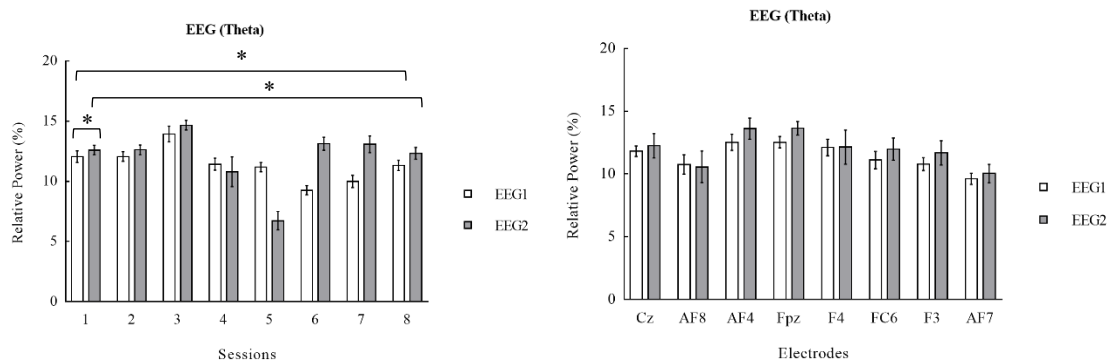 EEG (Theta)
*
*
*
20
15
10
5
0
Relative Power (%)
1 2 3 4 5 6 7 8
Sessions
EEG1
EEG2
EEG (Theta)
20
15
10
5
0
Relative Power (%)
Cz AF8 AF4 Fpz F4 FC6 F3 AF7
Electrodes
EEG1
EEG2